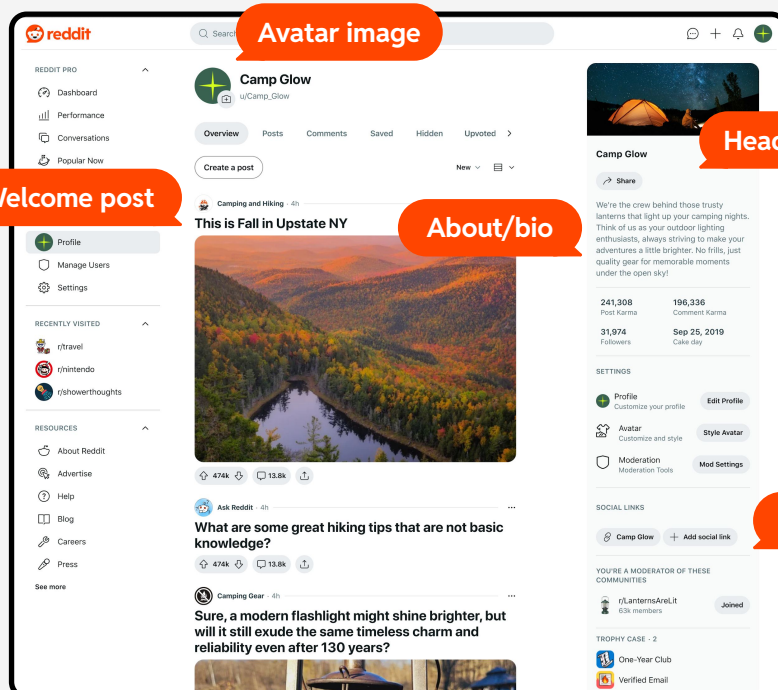 reddit
Search
Avatar image
REDDIT PRO
Dashboard
Performance
Conversations
Popular Now
Welcome post
Profile
Manage Users
Settings
RECENTLY VISITED
r/travel
r/nintendo
r/showerthoughts
RESOURCES
About Reddit
Advertise
Help
Blog
Careers
Press
See more
Camp Glow
u/Camp_Glow
Overview Posts Comments Saved Hidden Upvoted
Create a post
New
Camping and Hiking · 4h
This is Fall in Upstate NY
About/bio
474k 13.8k
Ask Reddit · 4h
What are some great hiking tips that are not basic
knowledge?
474k 13.8k
Camping Gear · 4h
Sure, a modern flashlight might shine brighter, but
will it still exude the same timeless charm and
reliability even after 130 years?
Camp Glow
Share
We're the crew behind those trusty
lanterns that light up your camping nights.
Think of us as your outdoor lighting
enthusiasts, always striving to make your
adventures a little brighter. No frills, just
quality gear for memorable moments
under the open sky!
241,308 196,336
Post Karma Comment Karma
31,974 Sep 25, 2019
Followers Cake day
SETTINGS
Profile
Customize your profile
Edit Profile
Avatar
Customize and style
Style Avatar
Moderation
Moderation Tools
Mod Settings
SOCIAL LINKS
Camp Glow + Add social link
YOU'RE A MODERATOR OF THESE
COMMUNITIES
r/LanternsAreLit
63k members
Joined
TROPHY CASE · 2
One-Year Club
Verified Email